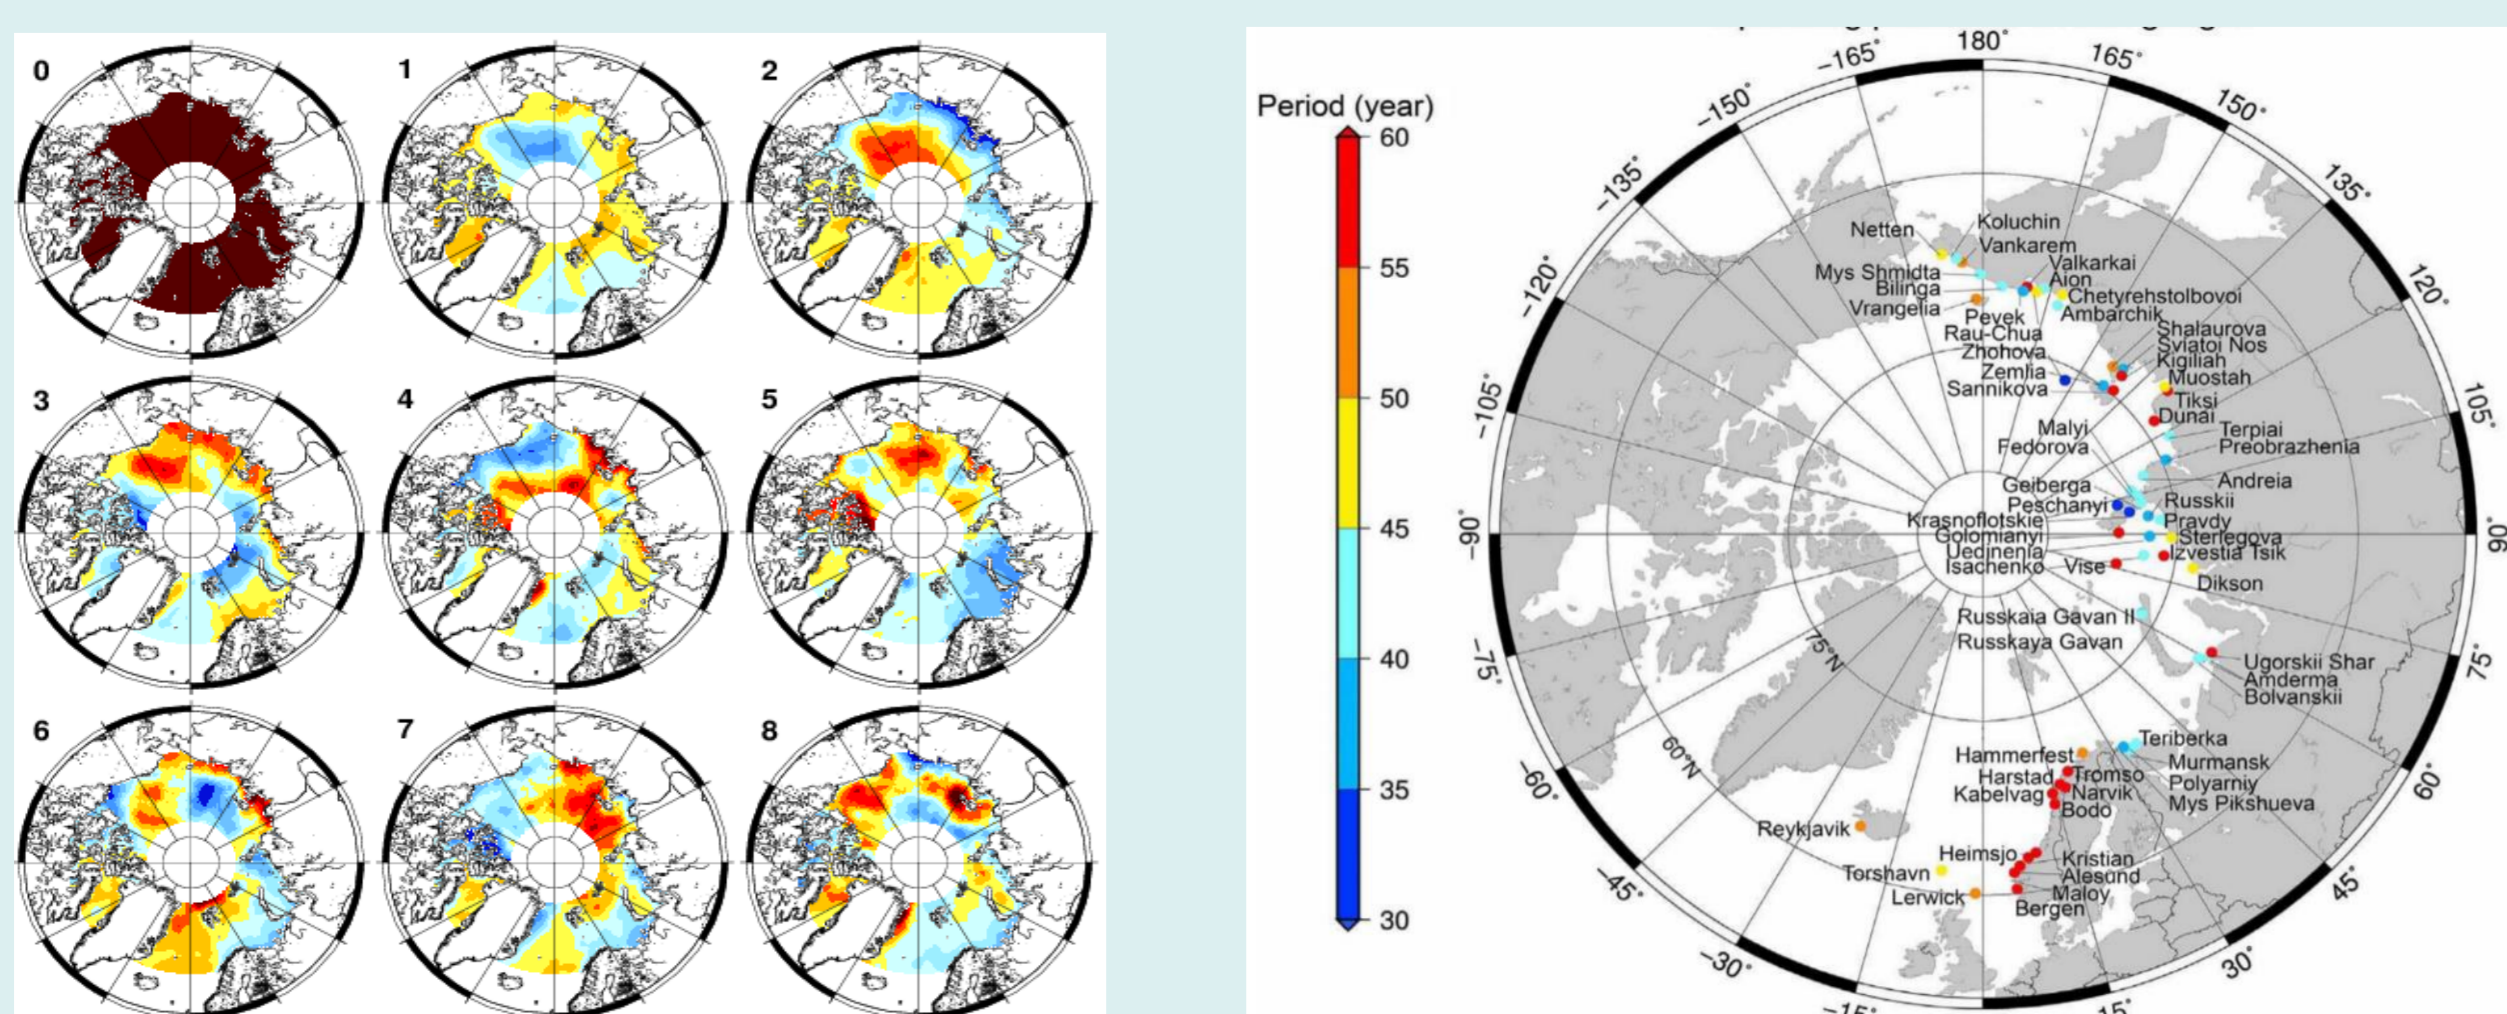 0
1
2
3
4
5
6
7
8
Period (year)
60
55
50
45
40
35
30
180°
165°
150°
135°
120°
105°
90°
75°
60°
45°
30°
15°
−15°
−30°
−45°
−60°
−75°
−90°
−105°
−120°
−135°
−150°
−165°
75°N
60°N
Netten
Koluchin
Vankarem
Mys Shmidta
Valkarkai
Bilinga
Aion
Vrangelia
Chetyrehstolbovoi
Pevek
Ambarchik
Rau-Chua
Shalaurova
Zhohova
Sviatoi Nos
Zemlia
Kigiliah
Sannikova
Muostah
Tiksi
Dunai
Malyi
Terpiai
Fedorova
Preobrazhenia
Geiberga
Andreia
Peschanyi
Russkii
Krasnoflotskie
Pravdy
Golomianyi
Sterlegova
Uedinenia
Izvestia Tsik
Isachenko
Vise
Dikson
Russkaia Gavan II
Russkaya Gavan
Ugorskii Shar
Amderma
Bolvanskii
Teriberka
Hammerfest
Murmansk
Harstad
Tromso
Polyarniy
Kabelvag
Narvik
Mys Pikshueva
Bodo
Reykjavik
Heimsjo
Kristian
Torshavn
Alesund
Lerwick
Maloy
Bergen